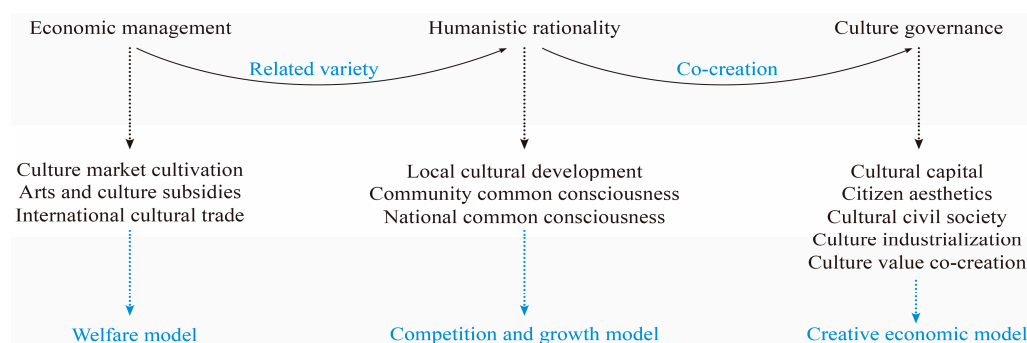 Economic management
Humanistic rationality
Culture governance
Related variety
Co-creation
Culture market cultivation
Arts and culture subsidies
International cultural trade
Local cultural development
Community common consciousness
National common consciousness
Cultural capital
Citizen aesthetics
Cultural civil society
Culture industrialization
Culture value co-creation
Welfare model
Competition and growth model
Creative economic model